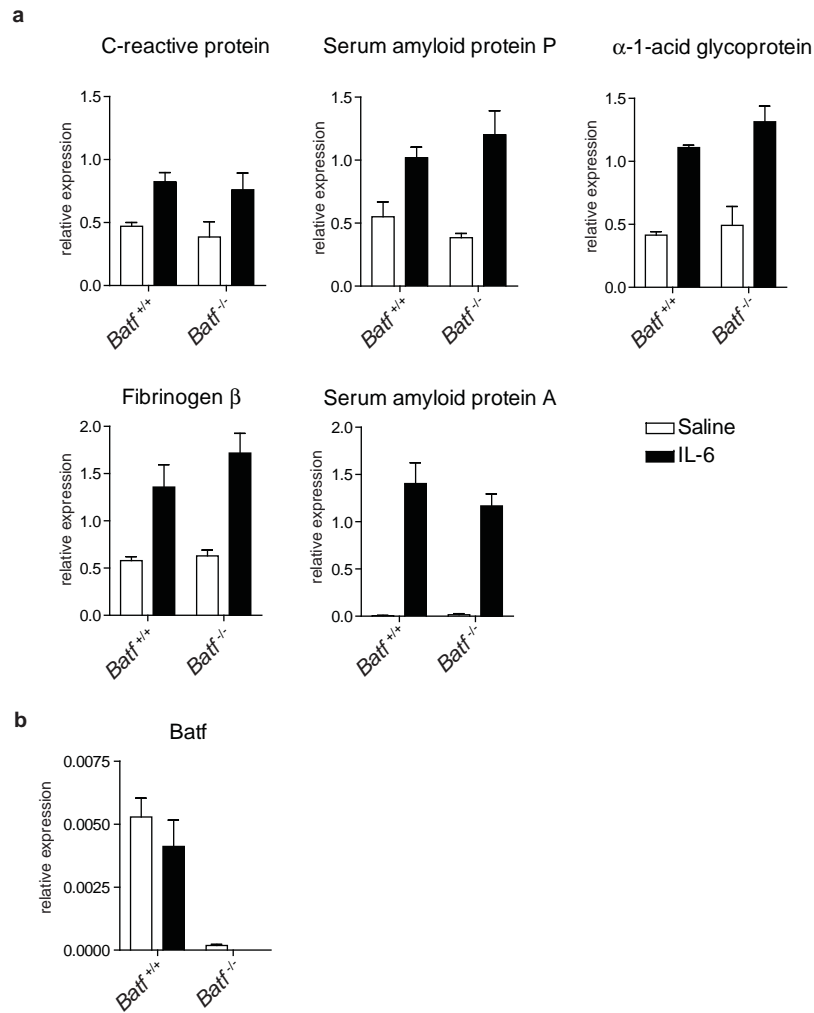 a
C-reactive protein
relative expression
1.5
1.0
0.5
0.0
Batf +/+
Batf -/-
Serum amyloid protein P
relative expression
1.5
1.0
0.5
0.0
Batf +/+
Batf -/-
α-1-acid glycoprotein
relative expression
1.5
1.0
0.5
0.0
Batf +/+
Batf -/-
Fibrinogen β
relative expression
2.0
1.5
1.0
0.5
0.0
Batf +/+
Batf -/-
Serum amyloid protein A
relative expression
2.0
1.5
1.0
0.5
0.0
Batf +/+
Batf -/-
Saline
IL-6
b
Batf
relative expression
0.0075
0.0050
0.0025
0.0000
Batf +/+
Batf -/-